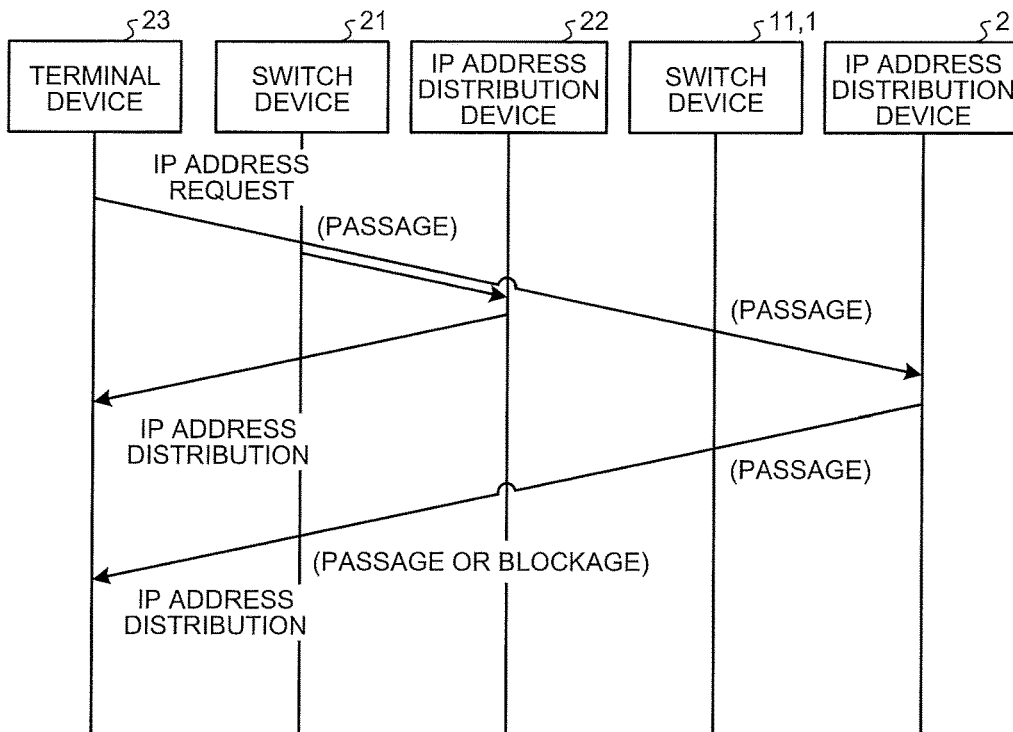 23
21
22
11,1
2
TERMINAL
DEVICE
SWITCH
DEVICE
IP ADDRESS
DISTRIBUTION
DEVICE
SWITCH
DEVICE
IP ADDRESS
DISTRIBUTION
DEVICE
IP ADDRESS
REQUEST
(PASSAGE)
(PASSAGE)
IP ADDRESS
DISTRIBUTION
(PASSAGE)
(PASSAGE OR BLOCKAGE)
IP ADDRESS
DISTRIBUTION